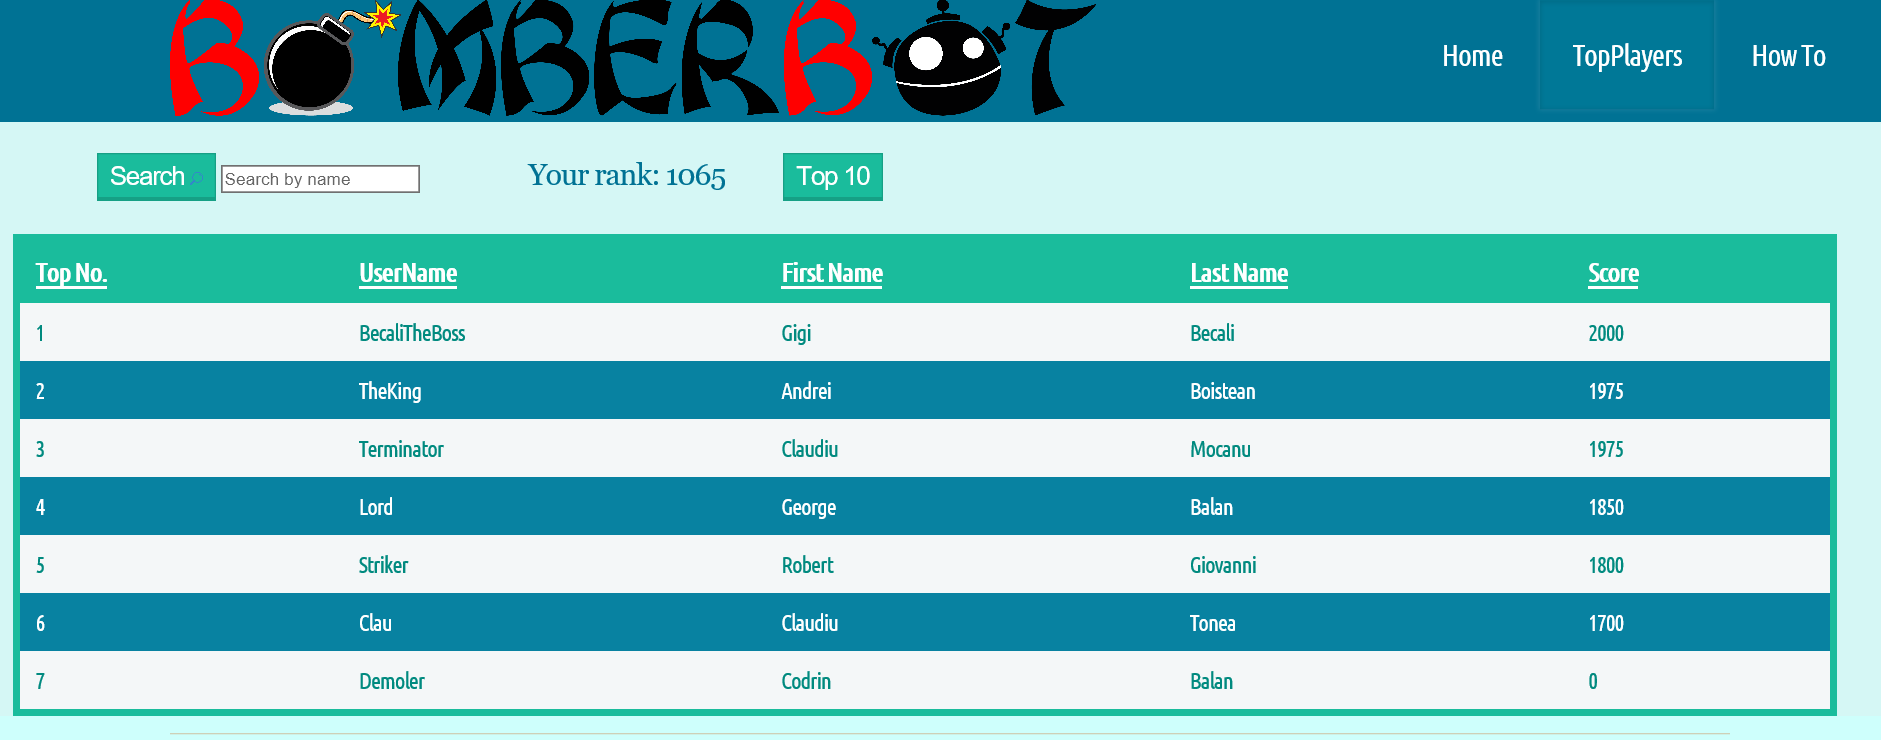 BOMBERBOT
Home TopPlayers How To
Search Search by name Your rank: 1065 Top 10
Top No. UserName First Name Last Name Score
1 BecaliTheBoss Gigi Becali 2000
2 TheKing Andrei Boistean 1975
3 Terminator Claudiu Mocanu 1975
4 Lord George Balan 1850
5 Striker Robert Giovanni 1800
6 Clau Claudiu Tonea 1700
7 Demoler Codrin Balan 0